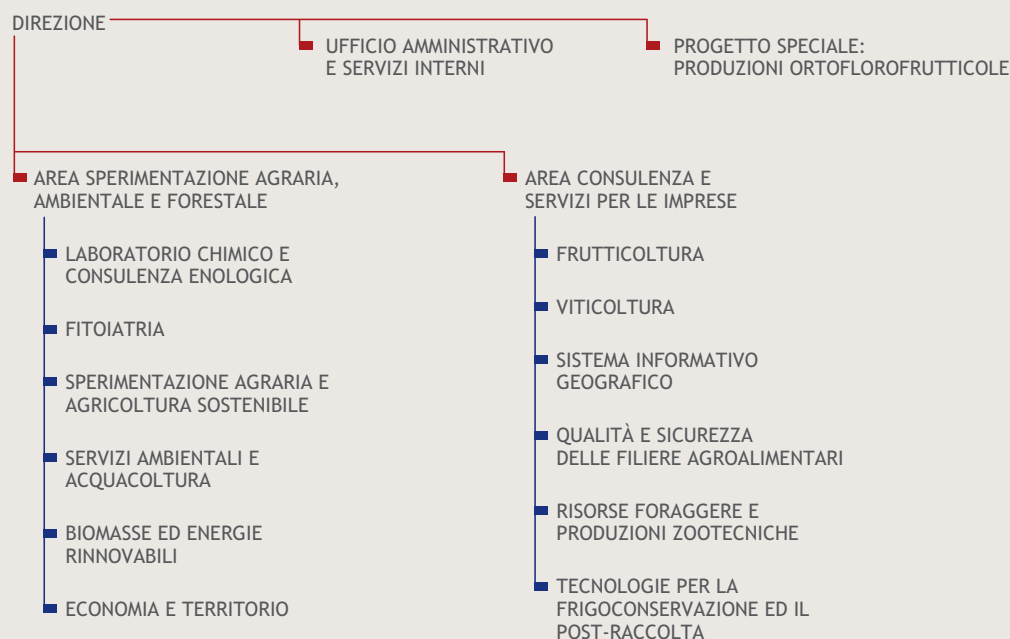 DIREZIONE
UFFICIO AMMINISTRATIVO
E SERVIZI INTERNI
PROGETTO SPECIALE:
PRODUZIONI ORTOFLOROFRUTTICOLE
AREA SPERIMENTAZIONE AGRARIA,
AMBIENTALE E FORESTALE
LABORATORIO CHIMICO E
CONSULENZA ENOLOGICA
FITOIATRIA
SPERIMENTAZIONE AGRARIA E
AGRICOLTURA SOSTENIBILE
SERVIZI AMBIENTALI E
ACQUACOLTURA
BIOMASSE ED ENERGIE
RINNOVABILI
ECONOMIA E TERRITORIO
AREA CONSULENZA E
SERVIZI PER LE IMPRESE
FRUTTICOLTURA
VITICOLTURA
SISTEMA INFORMATIVO
GEOGRAFICO
QUALITÀ E SICUREZZA
DELLE FILIERE AGROALIMENTARI
RISORSE FORAGGERE E
PRODUZIONI ZOOTECNICHE
TECNOLOGIE PER LA
FRIGOCONSERVAZIONE ED IL
POST-RACCOLTA